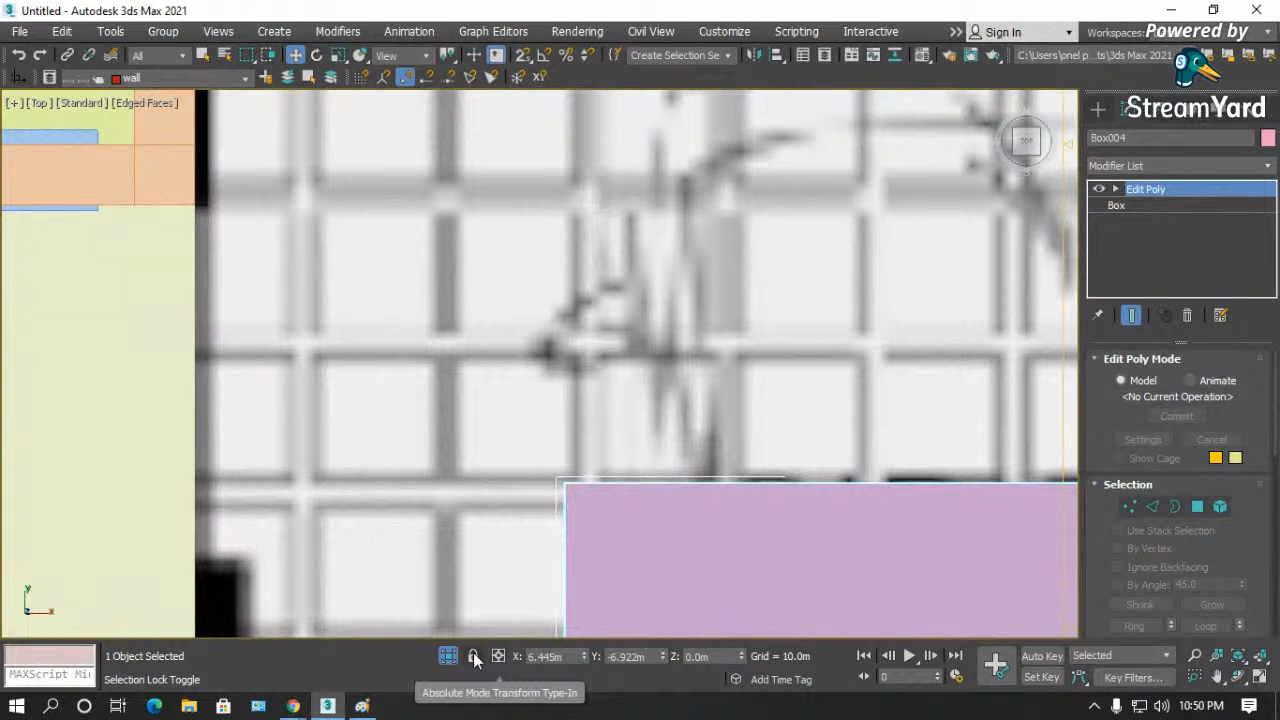 Untitled - Autodesk 3ds Max 2021
File Edit Tools Group Views Create Modifiers Animation Graph Editors Rendering Civil View Customize Scripting Interactive Sign In Workspaces:
Powered by
StreamYard
All View Create Selection Se C:\Users\pnel p...ts\3ds Max 2021
wall
[+] [Top] [Standard] [Edged Faces]
TOP
Box004
Modifier List
Edit Poly
Box
Edit Poly Mode
Model Animate
<No Current Operation>
Commit
Settings Cancel
Show Cage
Selection
Use Stack Selection
By Vertex
Ignore Backfacing
By Angle: 45.0
Shrink Grow
Ring Loop
y
x
z
1 Object Selected X: 6.445m Y: -6.922m Z: 0.0m Grid = 10.0m Auto Key Selected
MAXScript Mi Selection Lock Toggle Absolute Mode Transform Type-In Add Time Tag 0 Set Key Key Filters...
10:50 PM